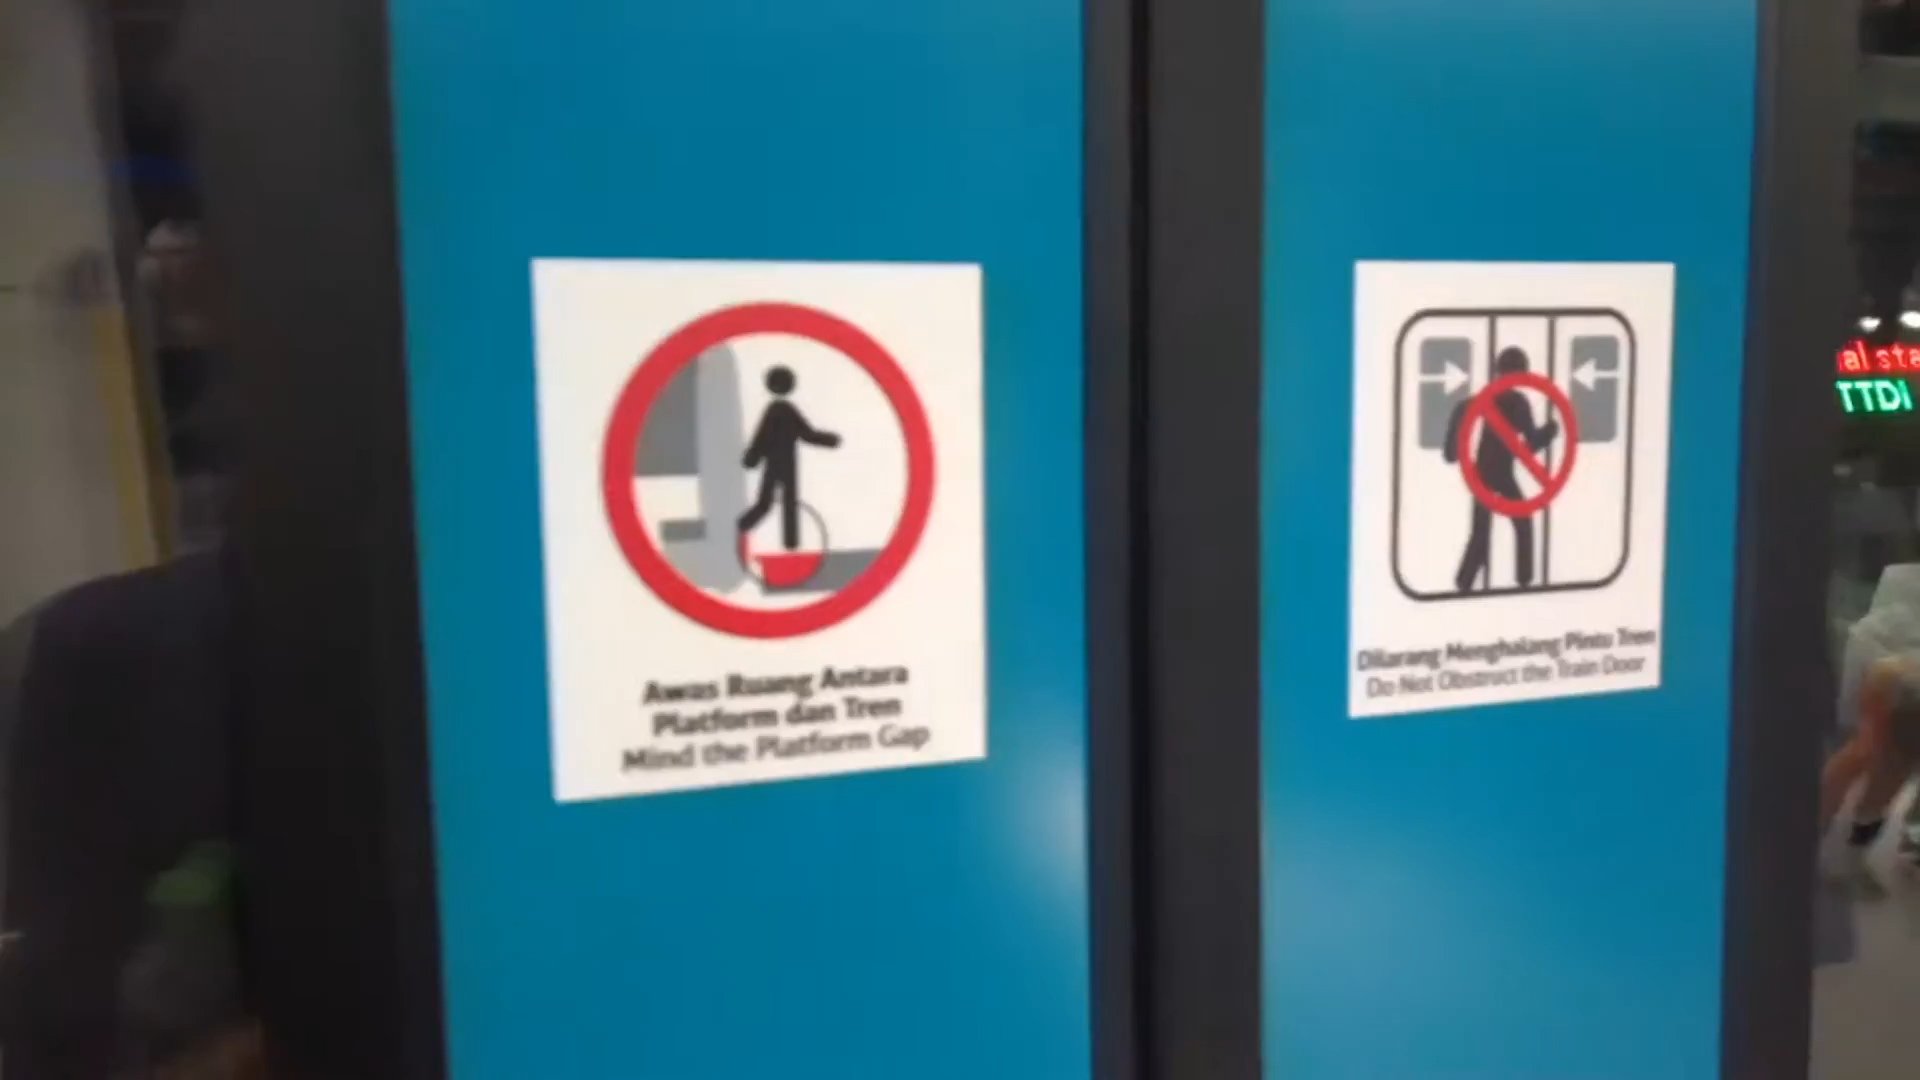 Awas Ruang Antara
Platform dan Tren
Mind the Platform Gap
Dilarang Menghalang Pintu Tren
Do Not Obstruct the Train Door
TTDI